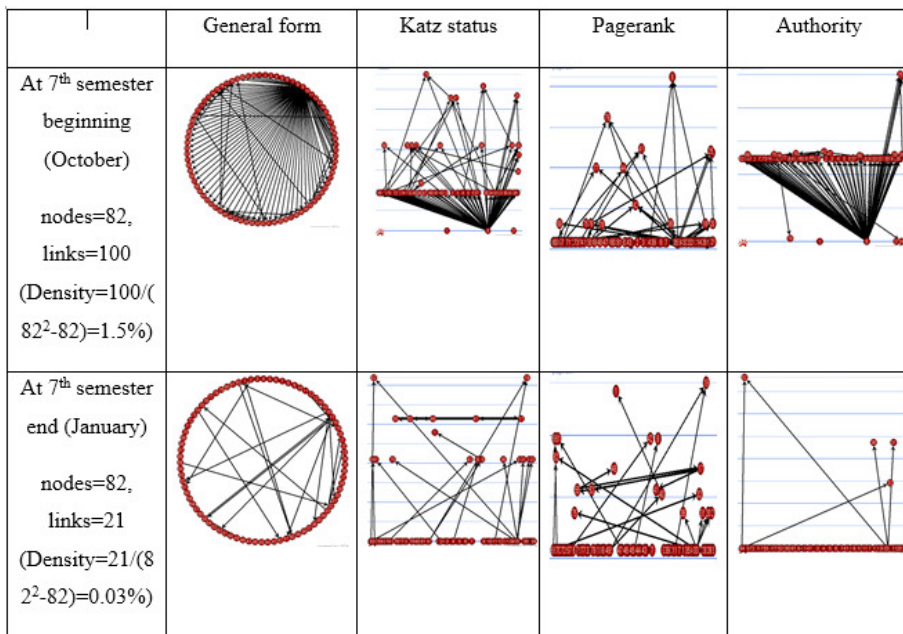 General form
Katz status
Pagerank
Authority
At 7th semester
beginning
(October)
nodes=82,
links=100
(Density=100/(
82²-82)=1.5%)
At 7th semester
end (January)
nodes=82,
links=21
(Density=21/(8
2²-82)=0.03%)